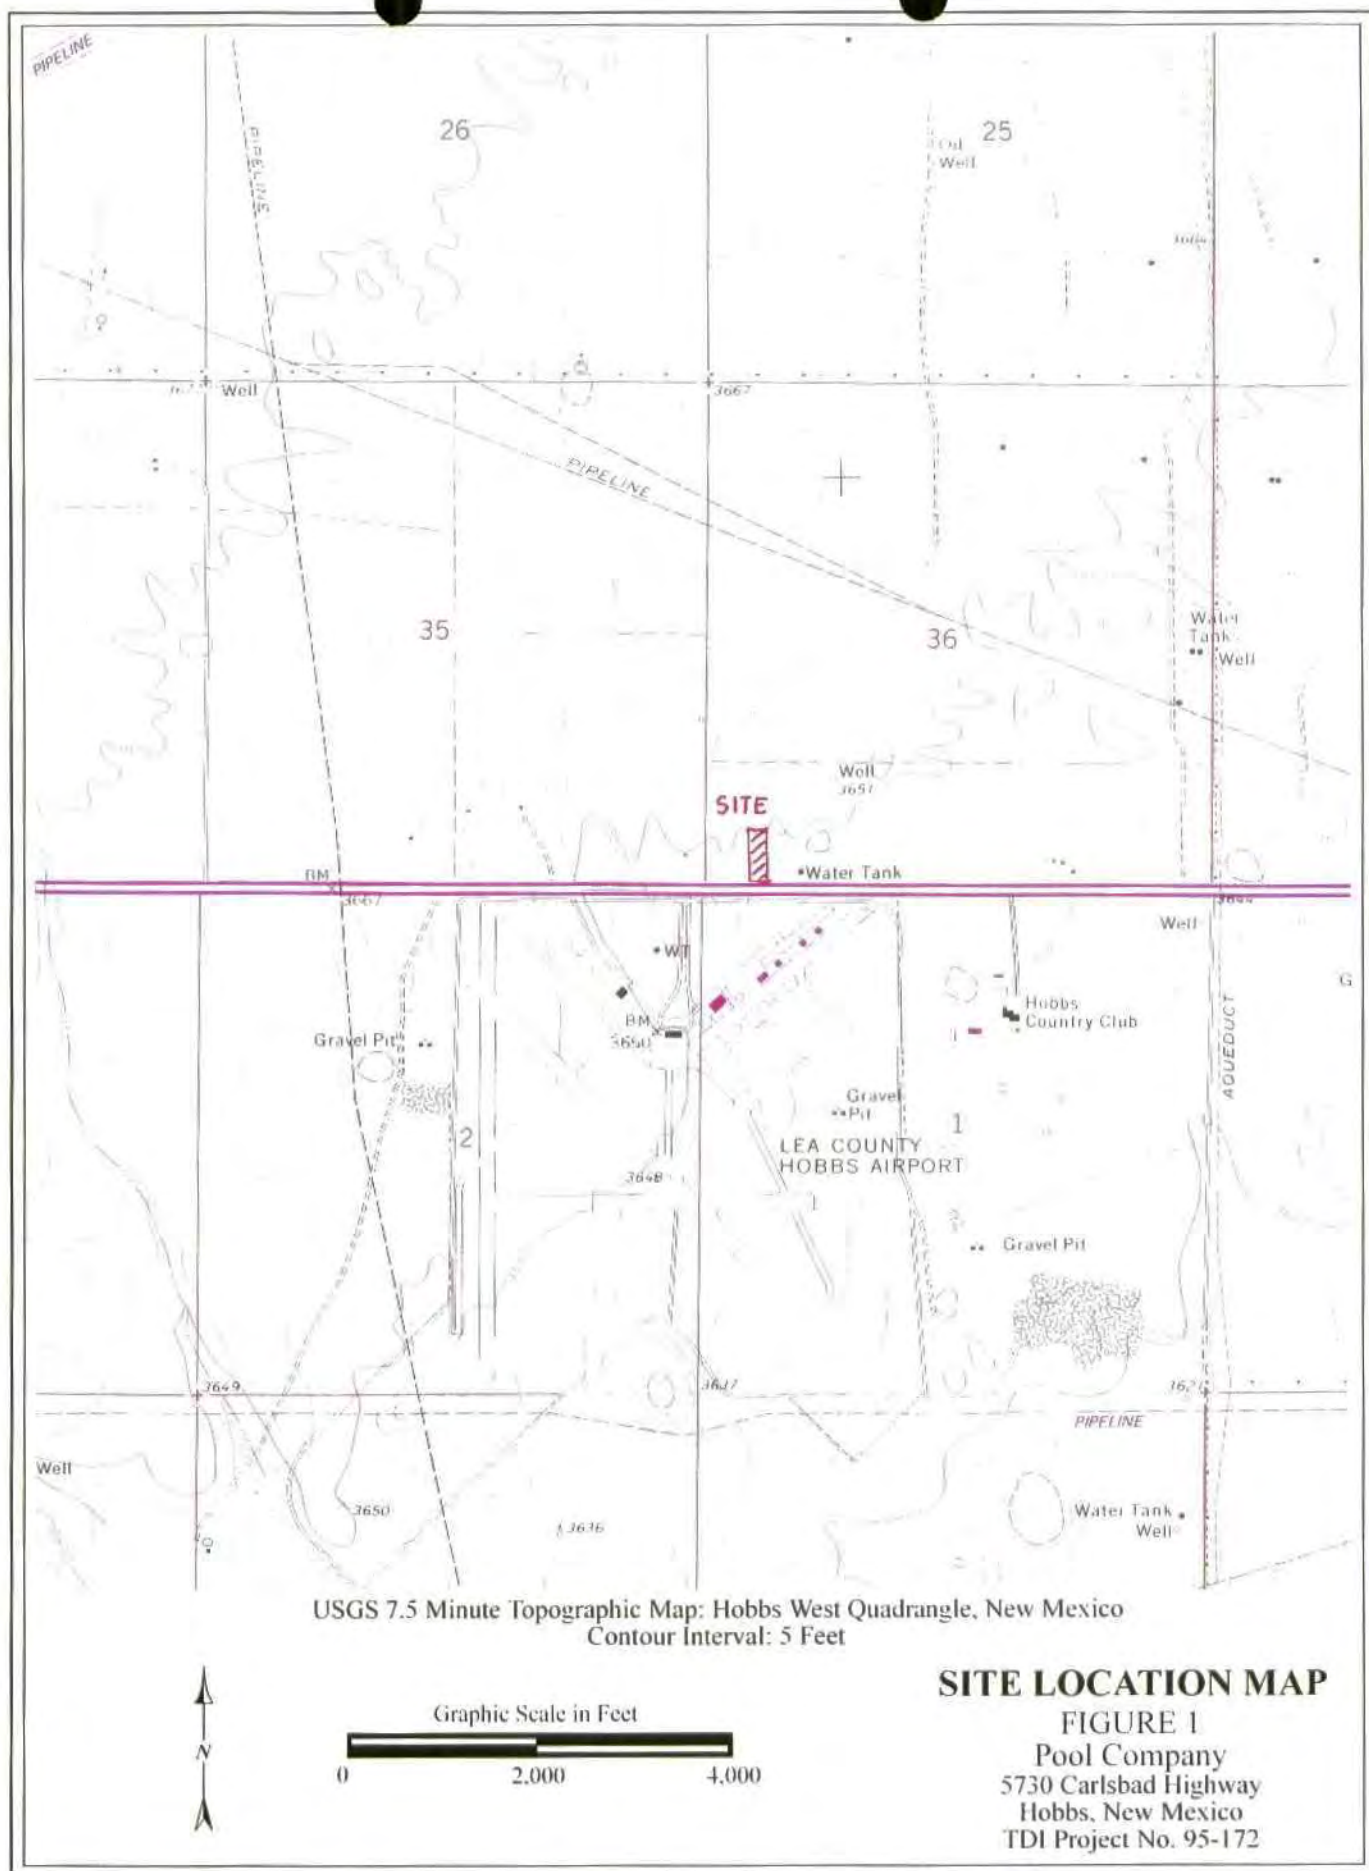 PIPELINE
26
25
Oil
Well
PIPELINE
Well
3667
PIPELINE
35
36
Water
Tank
Well
Well
3657
SITE
Water Tank
BM
3667
3644
Well
WT
G
Hobbs
Country Club
BM
3650
Gravel Pit
AQUEDUCT
Gravel
Pit
1
2
LEA COUNTY
HOBBS AIRPORT
3648
Gravel Pit
3649
3637
PIPELINE
Well
3650
3636
Water Tank
Well
USGS 7.5 Minute Topographic Map: Hobbs West Quadrangle, New Mexico
Contour Interval: 5 Feet
N
Graphic Scale in Feet
0 2,000 4,000
SITE LOCATION MAP
FIGURE 1
Pool Company
5730 Carlsbad Highway
Hobbs, New Mexico
TDI Project No. 95-172